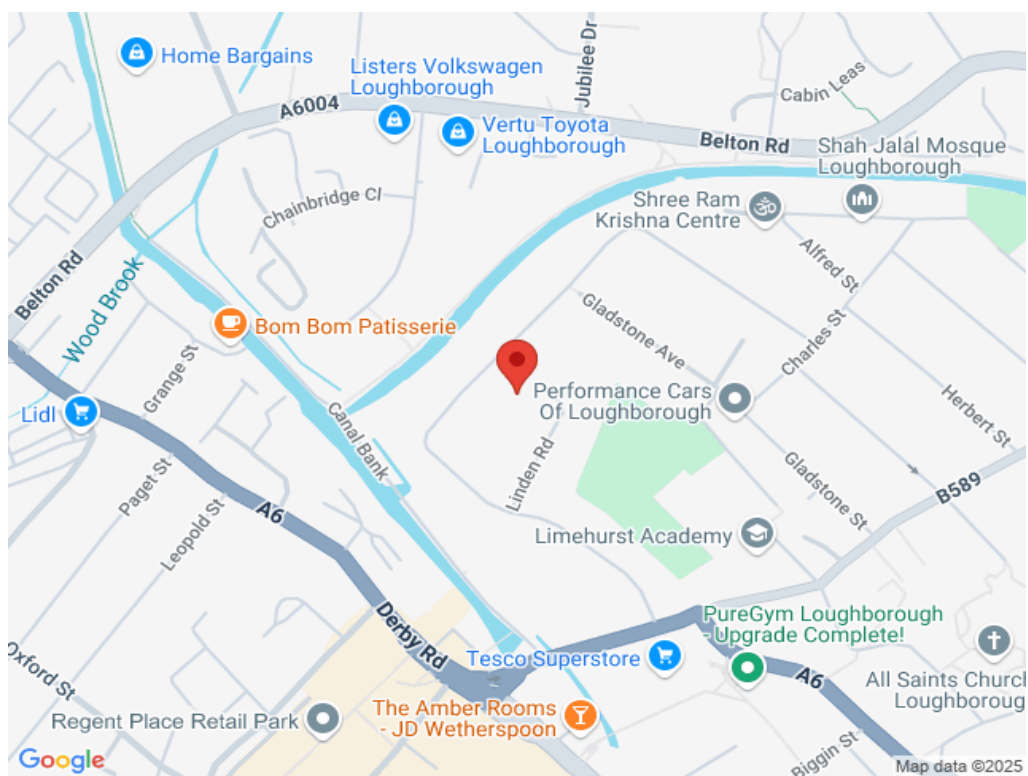 Home Bargains
Listers Volkswagen
Loughborough
A6004
Jubilee Dr
Cabin Leas
Vertu Toyota
Loughborough
Belton Rd
Shah Jalal Mosque
Loughborough
Chainbridge Cl
Shree Ram
Krishna Centre
Alfred St
Belton Rd
Wood Brook
Bom Bom Patisserie
Gladstone Ave
Charles St
Grange St
Lidl
Canal Bank
Performance Cars
Of Loughborough
Herbert St
Paget St
Leopold St
A6
Linden Rd
Gladstone St
B589
Limehurst Academy
Derby Rd
PureGym Loughborough
- Upgrade Complete!
Oxford St
Tesco Superstore
A6
All Saints Church
Loughboroug
Regent Place Retail Park
The Amber Rooms
- JD Wetherspoon
Biggin St
Google
Map data ©2025